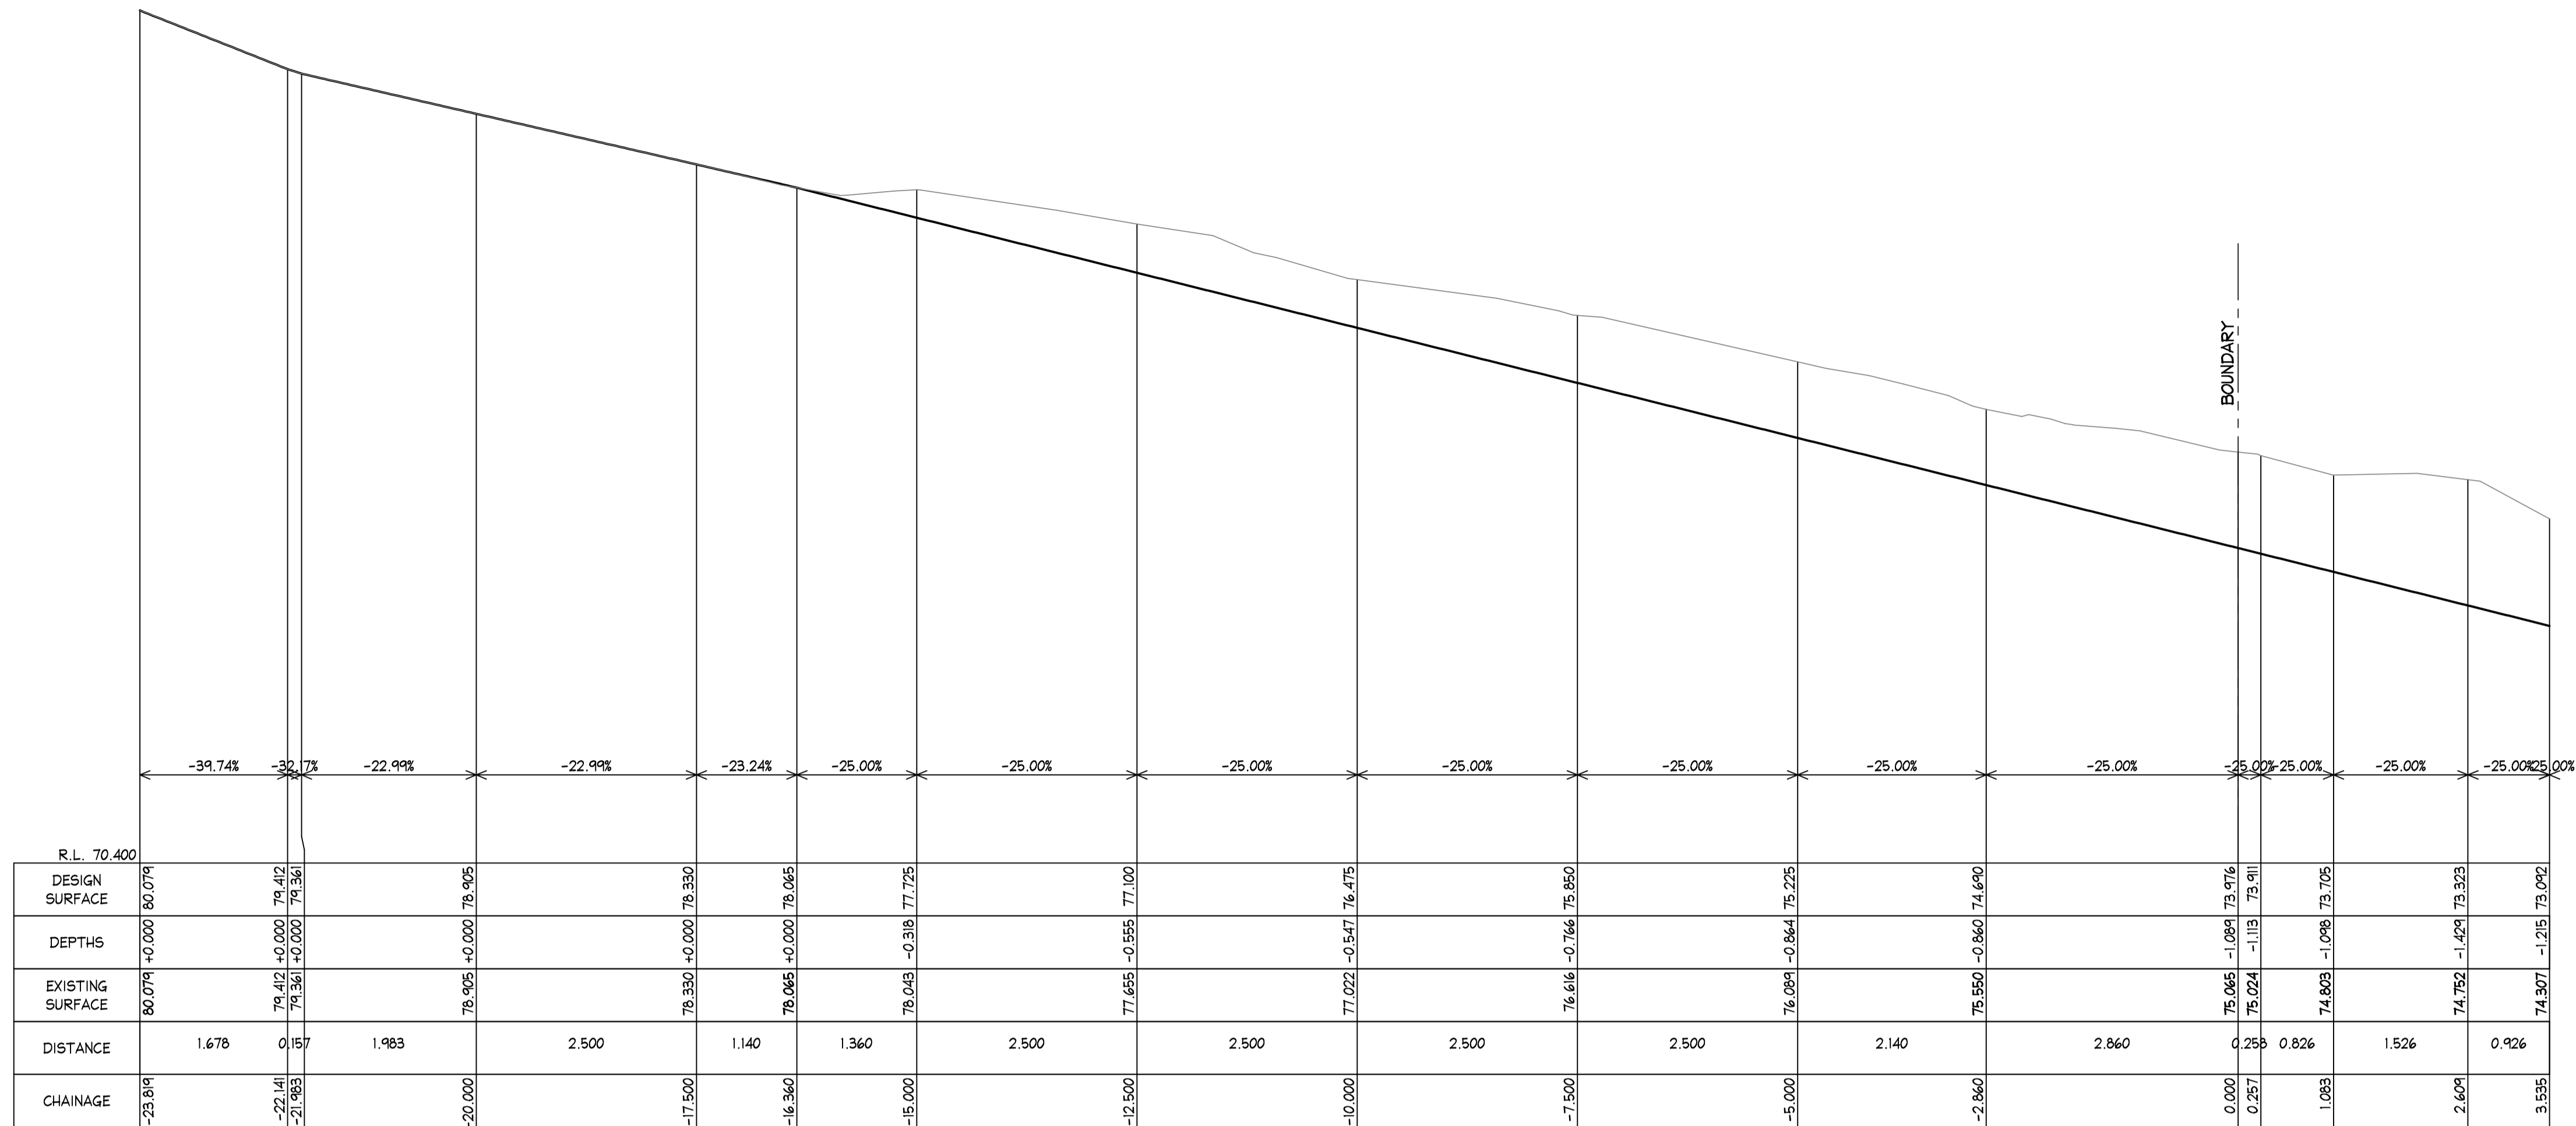 BOUNDARY
-39.74% -32.17% -22.99% -22.99% -23.24% -25.00% -25.00% -25.00% -25.00% -25.00% -25.00% -25.00% -25.00% -25.00% -25.00% -25.00% -25.00%
R.L. 70.400
DESIGN
SURFACE
80.079 79.412 79.361 78.905 78.330 78.065 77.725 77.100 76.475 75.850 75.225 74.690 73.976 73.911 73.705 73.323 73.092
DEPTHS
+0.000 +0.000 +0.000 +0.000 +0.000 +0.000 -0.318 -0.555 -0.547 -0.766 -0.864 -0.860 -1.089 -1.113 -1.098 -1.429 -1.215
EXISTING
SURFACE
80.079 79.412 79.361 78.905 78.330 78.065 78.043 77.655 77.022 76.616 76.089 75.550 75.065 75.024 74.803 74.752 74.307
DISTANCE
1.678 0.157 1.983 2.500 1.140 1.360 2.500 2.500 2.500 2.500 2.140 2.860 0.258 0.826 1.526 0.926
CHAINAGE
-23.819 -22.141 -21.983 -20.000 -17.500 -16.360 -15.000 -12.500 -10.000 -7.500 -5.000 -2.860 0.000 0.257 1.083 2.609 3.535